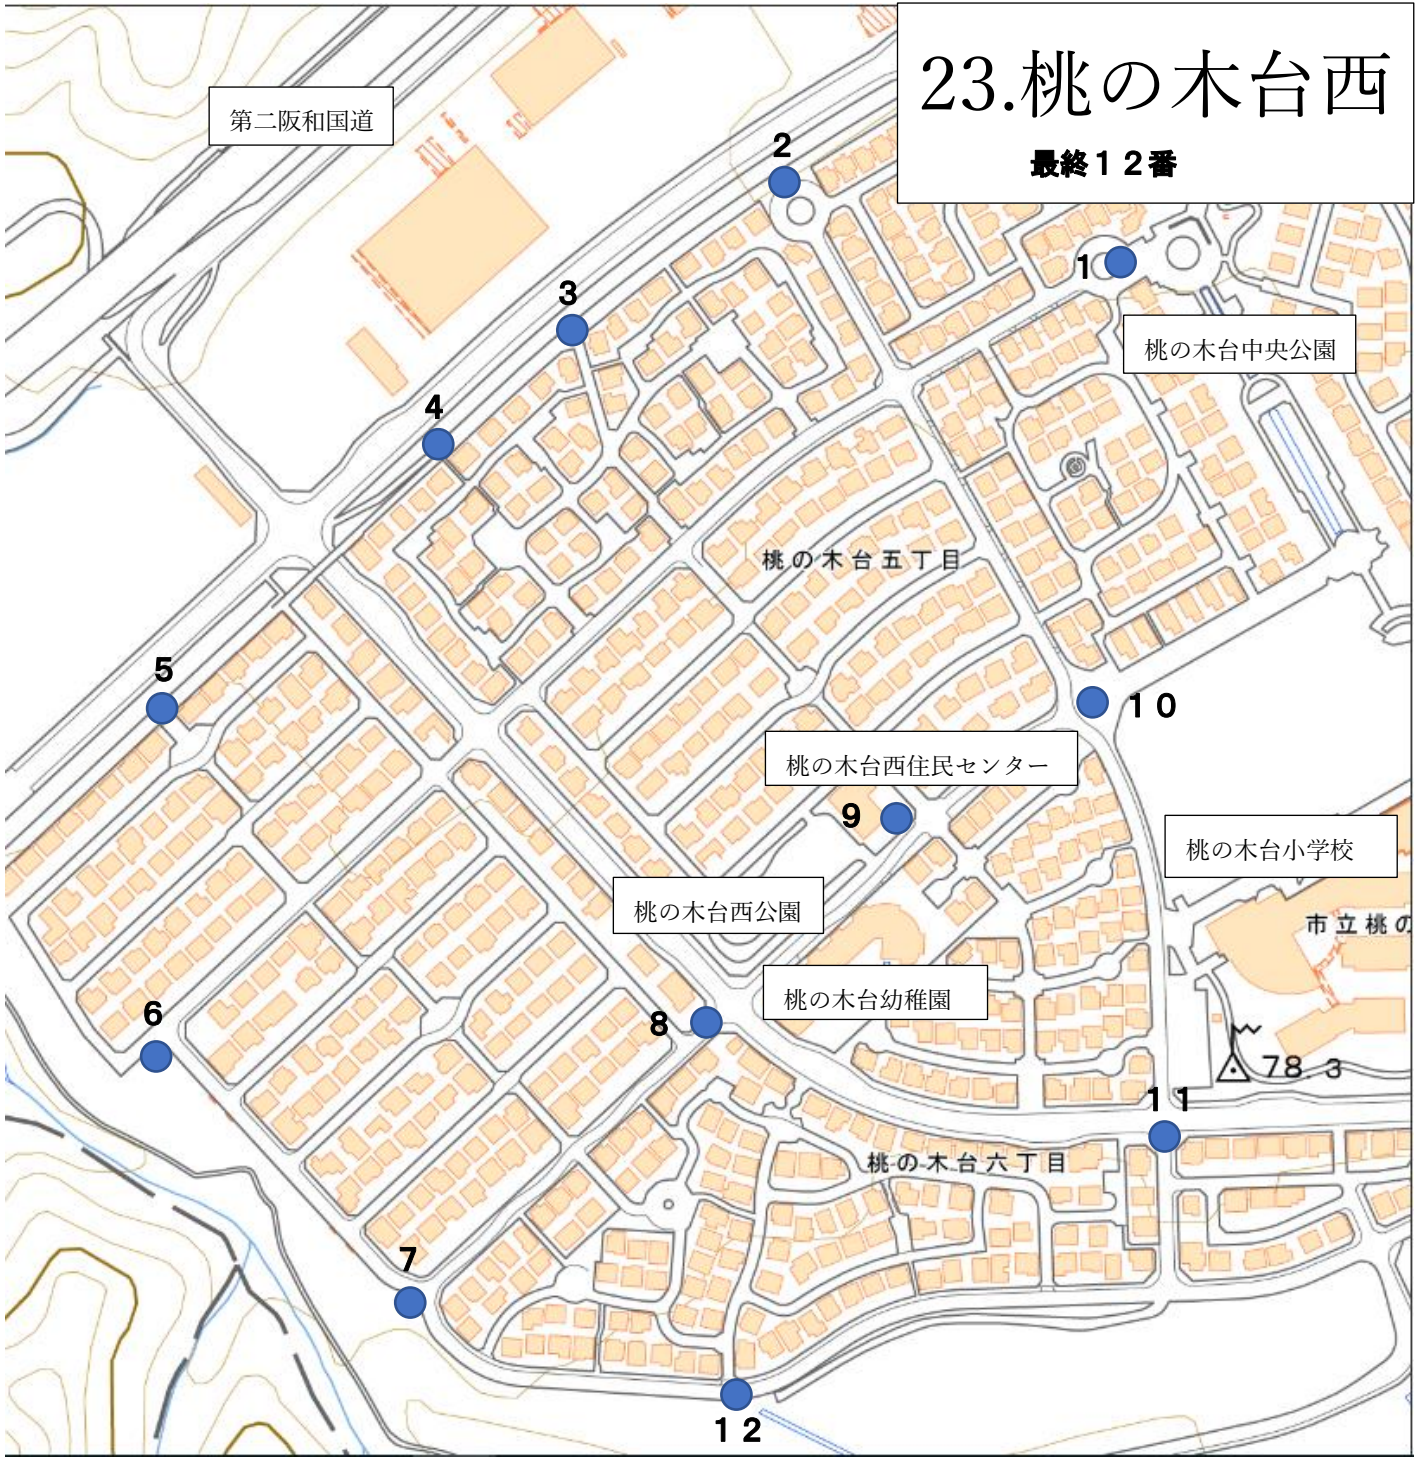 23.桃の木台西
最終１２番
第二阪和国道
2
1
3
桃の木台中央公園
4
桃の木台五丁目
5
１０
桃の木台西住民センター
9
桃の木台小学校
桃の木台西公園
市立桃の
桃の木台幼稚園
6
8
78.3
１１
桃の木台六丁目
7
１２